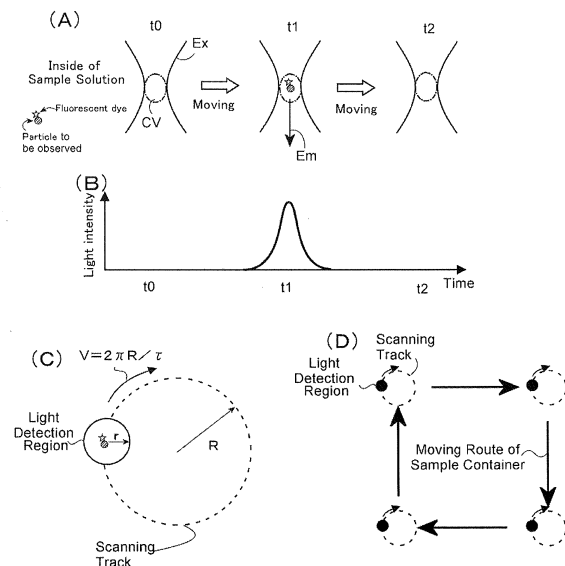 (A)
t0
t1
t2
Ex
Inside of
Sample Solution
Moving
Moving
Fluorescent dye
CV
Particle to
be observed
Em
(B)
Light intensity
t0
t1
t2
Time
(C)
V=2πR/τ
Light
Detection
Region
r
R
Scanning
Track
(D)
Scanning
Track
Light
Detection
Region
Moving Route of
Sample Container